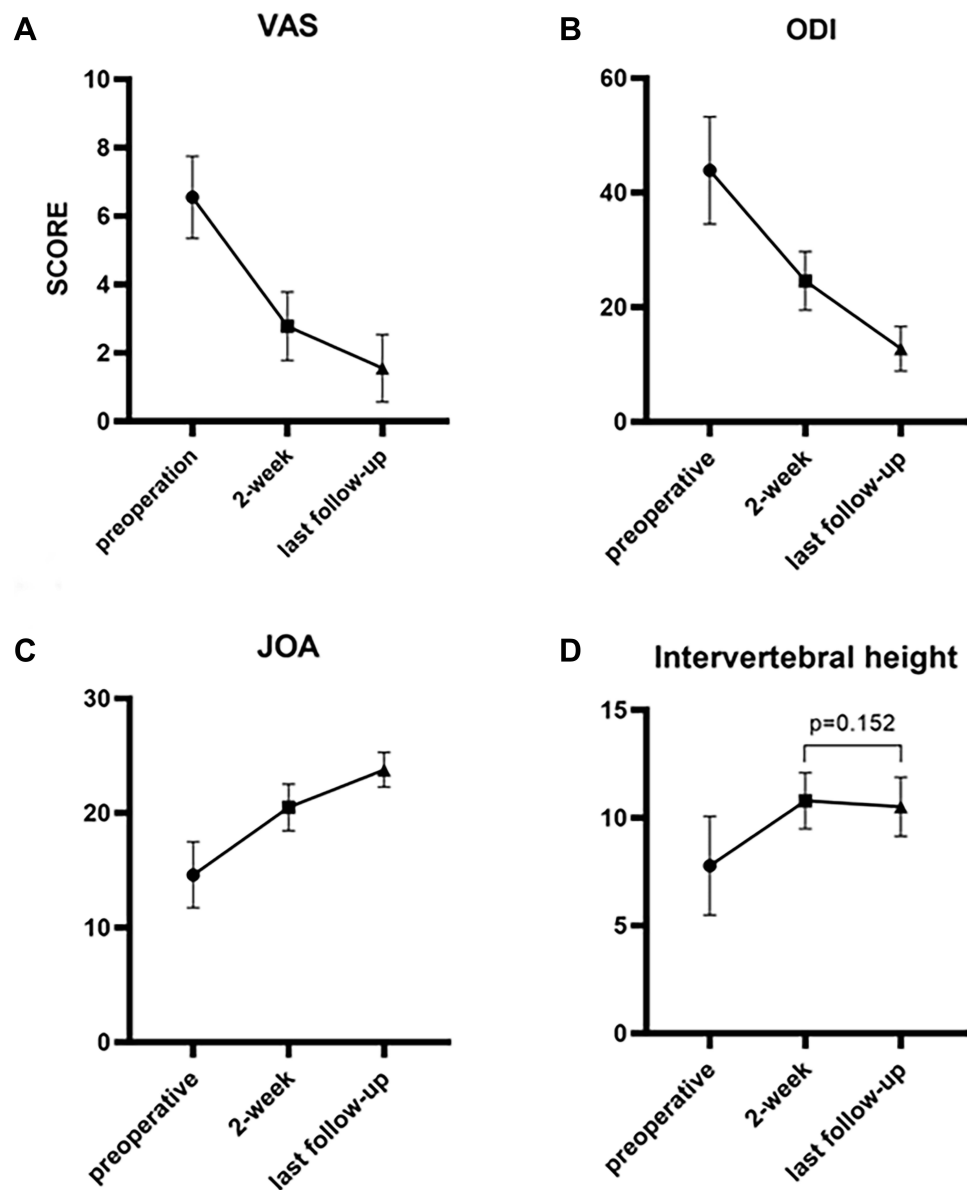 A
VAS
SCORE
10
8
6
4
2
0
preoperation
2-week
last follow-up
B
ODI
60
40
20
0
preoperative
2-week
last follow-up
C
JOA
30
20
10
0
preoperative
2-week
last follow-up
D
Intervertebral height
15
10
5
0
p=0.152
preoperative
2-week
last follow-up